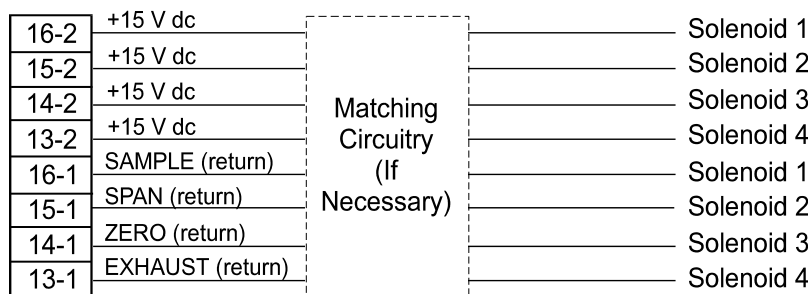 16-2 +15 V dc Solenoid 1
15-2 +15 V dc Solenoid 2
14-2 +15 V dc Solenoid 3
13-2 +15 V dc Solenoid 4
16-1 SAMPLE (return) Solenoid 1
15-1 SPAN (return) Solenoid 2
14-1 ZERO (return) Solenoid 3
13-1 EXHAUST (return) Solenoid 4
Matching
Circuitry
(If
Necessary)